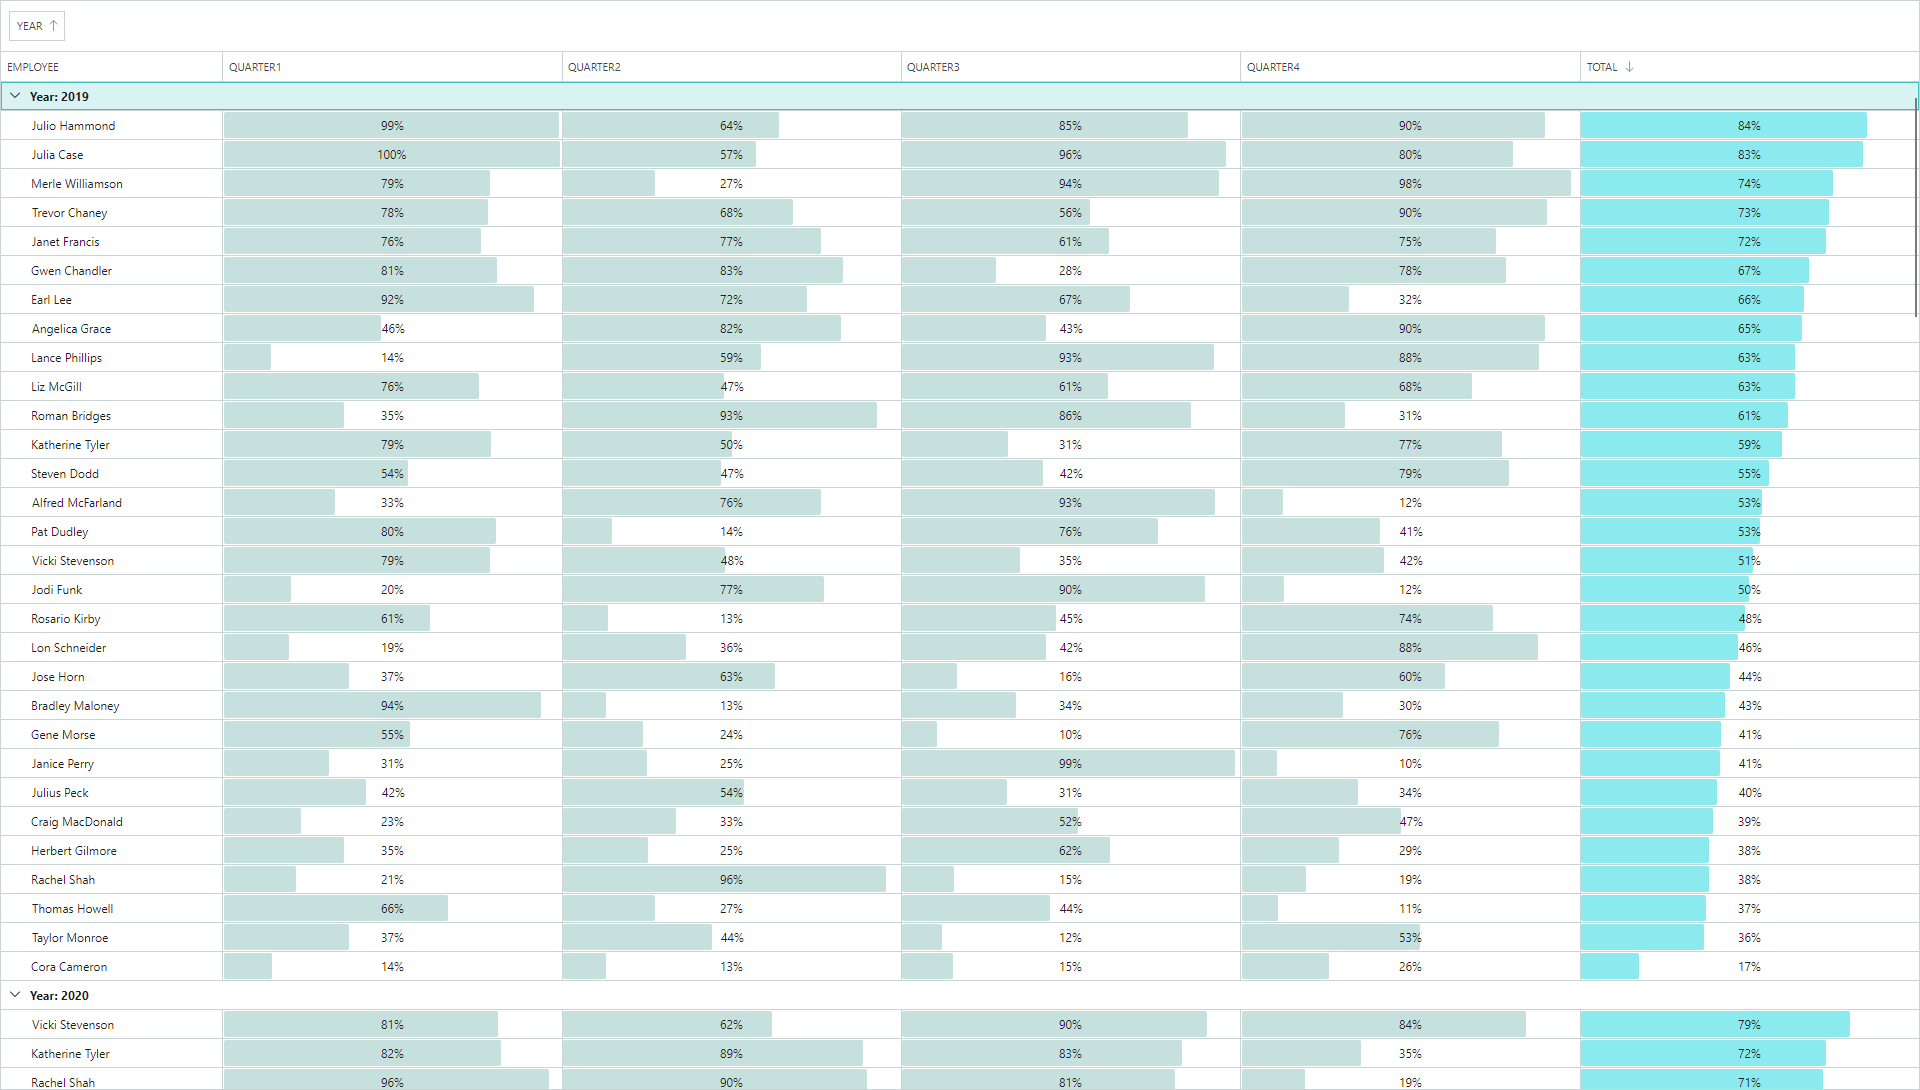 YEAR
EMPLOYEE QUARTER1 QUARTER2 QUARTER3 QUARTER4 TOTAL
Year: 2019
Julio Hammond 99% 64% 85% 90% 84%
Julia Case 100% 57% 96% 80% 83%
Merle Williamson 79% 27% 94% 98% 74%
Trevor Chaney 78% 68% 56% 90% 73%
Janet Francis 76% 77% 61% 75% 72%
Gwen Chandler 81% 83% 28% 78% 67%
Earl Lee 92% 72% 67% 32% 66%
Angelica Grace 46% 82% 43% 90% 65%
Lance Phillips 14% 59% 93% 88% 63%
Liz McGill 76% 47% 61% 68% 63%
Roman Bridges 35% 93% 86% 31% 61%
Katherine Tyler 79% 50% 31% 77% 59%
Steven Dodd 54% 47% 42% 79% 55%
Alfred McFarland 33% 76% 93% 12% 53%
Pat Dudley 80% 14% 76% 41% 53%
Vicki Stevenson 79% 48% 35% 42% 51%
Jodi Funk 20% 77% 90% 12% 50%
Rosario Kirby 61% 13% 45% 74% 48%
Lon Schneider 19% 36% 42% 88% 46%
Jose Horn 37% 63% 16% 60% 44%
Bradley Maloney 94% 13% 34% 30% 43%
Gene Morse 55% 24% 10% 76% 41%
Janice Perry 31% 25% 99% 10% 41%
Julius Peck 42% 54% 31% 34% 40%
Craig MacDonald 23% 33% 52% 47% 39%
Herbert Gilmore 35% 25% 62% 29% 38%
Rachel Shah 21% 96% 15% 19% 38%
Thomas Howell 66% 27% 44% 11% 37%
Taylor Monroe 37% 44% 12% 53% 36%
Cora Cameron 14% 13% 15% 26% 17%
Year: 2020
Vicki Stevenson 81% 62% 90% 84% 79%
Katherine Tyler 82% 89% 83% 35% 72%
Rachel Shah 96% 90% 81% 19% 71%